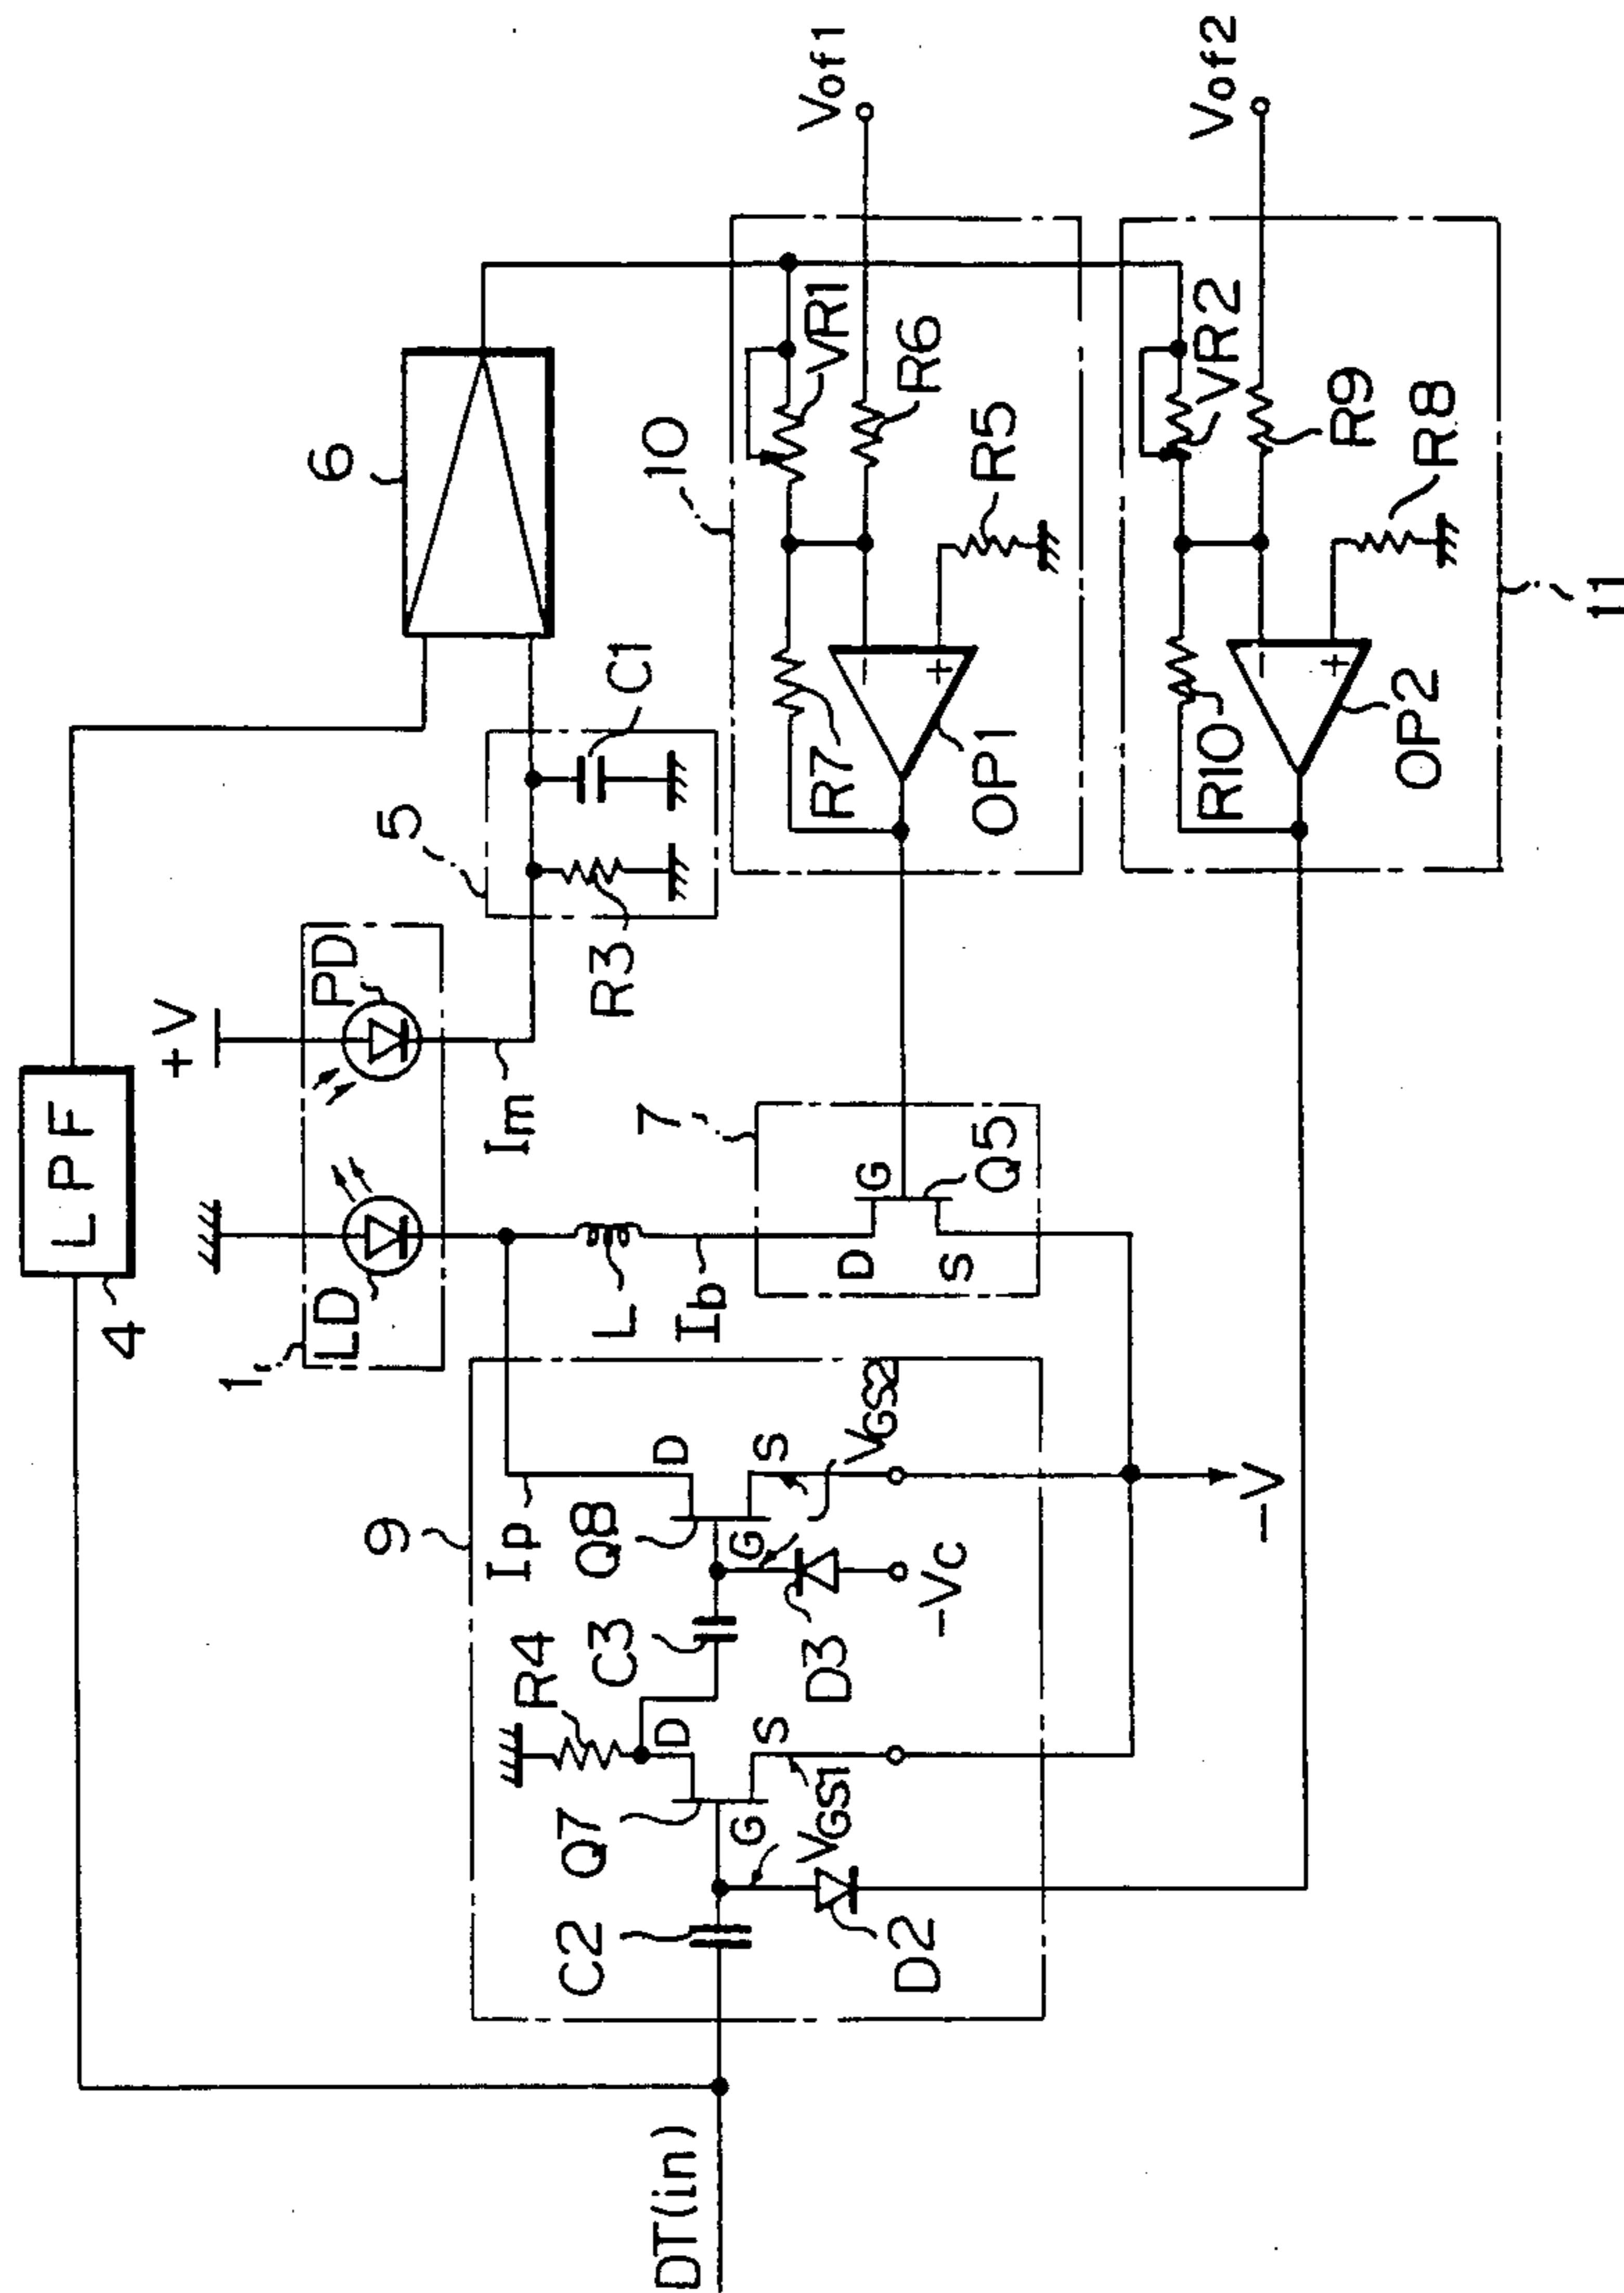 LPF
4
1
LD
PD
+V
Im
5
R3
C1
6
10
VR1
R6
R5
R7
OP1
Vof1
Vof2
VR2
R9
R8
R10
OP2
11
7
G
D
S
Q5
L
Ib
9
Ip
D
Q8
S
G
VGS2
C3
D3
-VC
R4
D
Q7
S
G
VGS1
C2
D2
-V
DT(in)
-
+
-
+